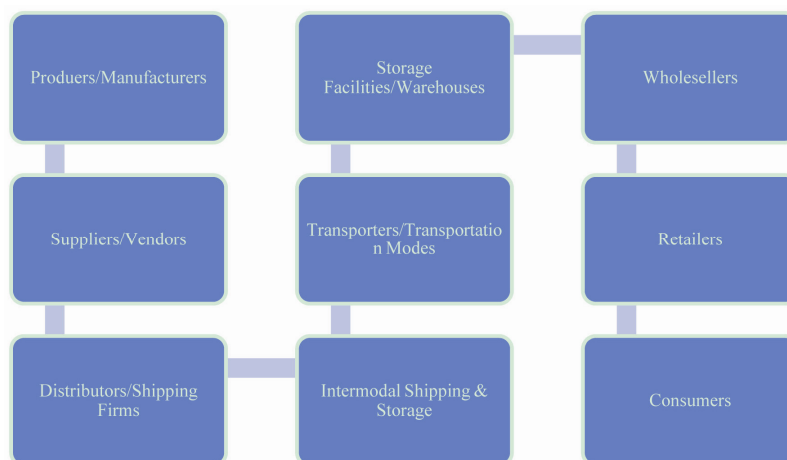 Produers/Manufacturers
Suppliers/Vendors
Distributors/Shipping
Firms
Intermodal Shipping &
Storage
Transporters/Transportatio
n Modes
Storage
Facilities/Warehouses
Wholesellers
Retailers
Consumers